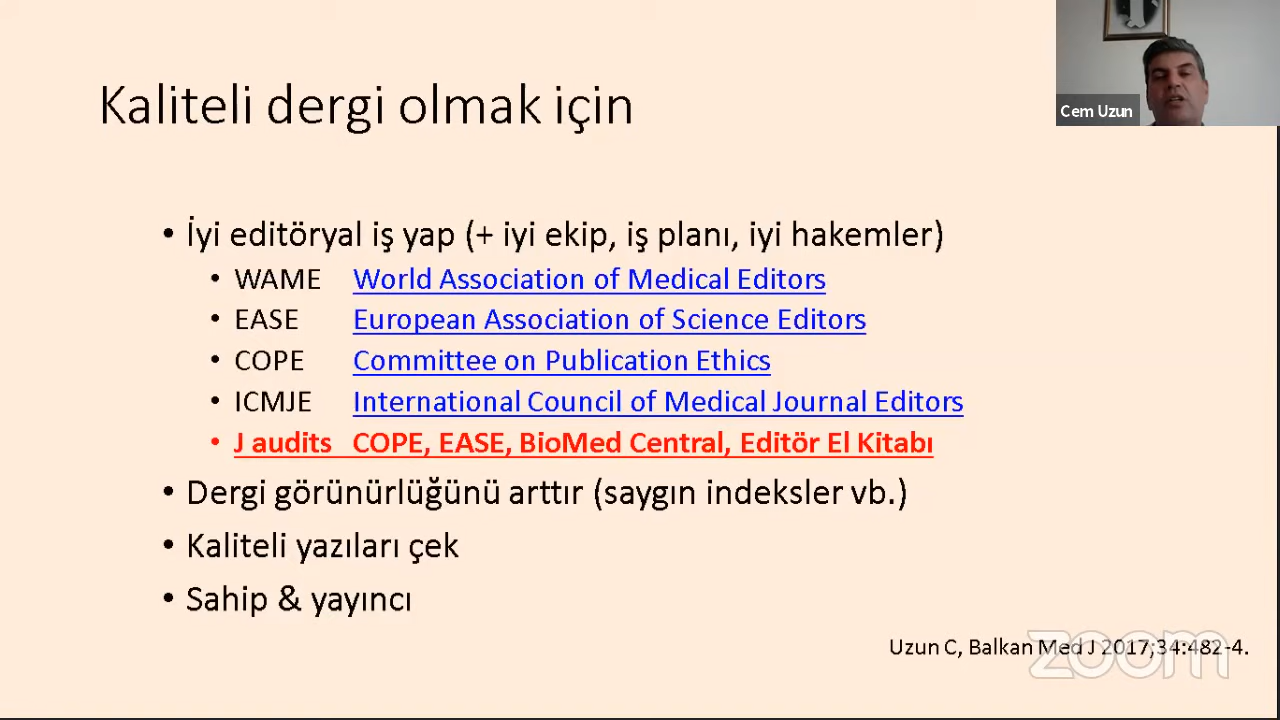 Kaliteli dergi olmak için
Cem Uzun
• İyi editöryal iş yap (+ iyi ekip, iş planı, iyi hakemler)
• WAME World Association of Medical Editors
• EASE European Association of Science Editors
• COPE Committee on Publication Ethics
• ICMJE International Council of Medical Journal Editors
• J audits COPE, EASE, BioMed Central, Editör El Kitabı
• Dergi görünürlüğünü arttır (saygın indeksler vb.)
• Kaliteli yazıları çek
• Sahip & yayıncı
Uzun C, Balkan Med J 2017;34:482-4.
zoom